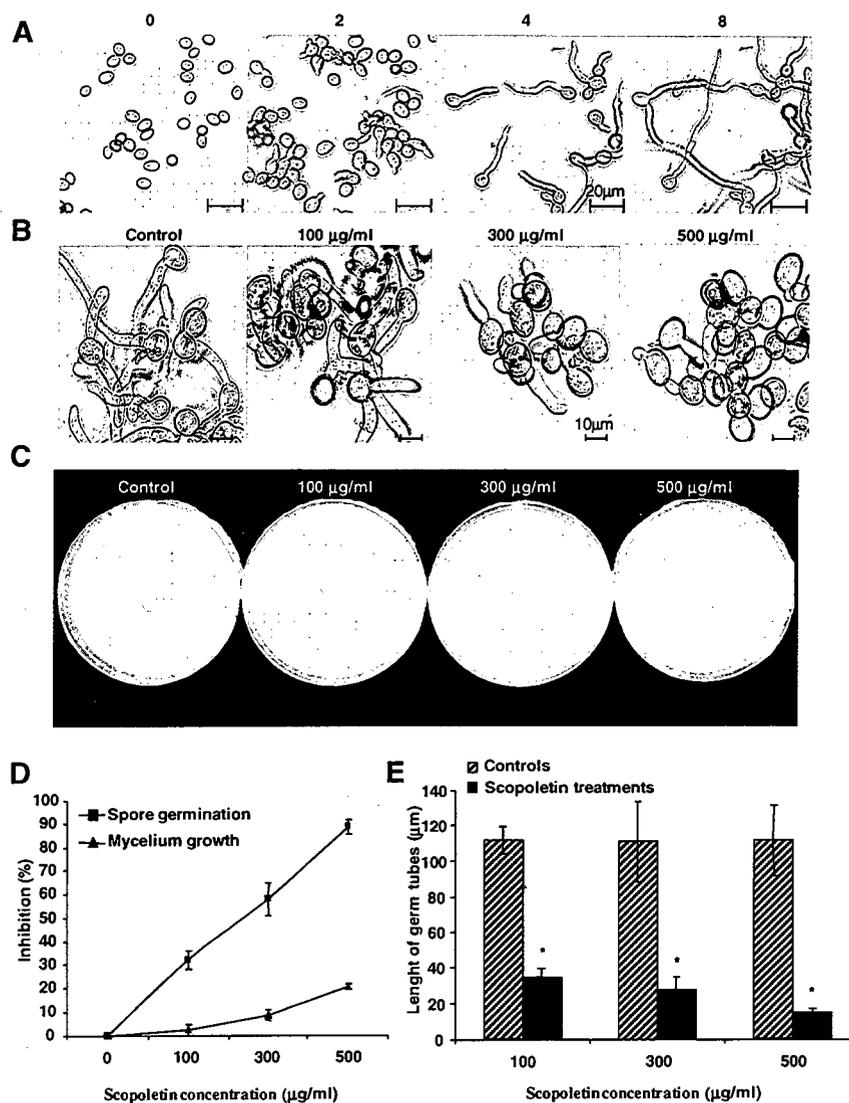 0 2 4 8
A
20µm
B
Control 100 µg/ml 300 µg/ml 500 µg/ml
10µm
C
Control 100 µg/ml 300 µg/ml 500 µg/ml
D
100
90
80
70
60
50
40
30
20
10
0
Inhibition (%)
Spore germination
Mycelium growth
0 100 300 500
Scopoletin concentration (µg/ml)
E
Controls
Scopoletin treatments
140
120
100
80
60
40
20
0
Lenght of germ tubes (µm)
* * *
100 300 500
Scopoletin concentration (µg/ml)